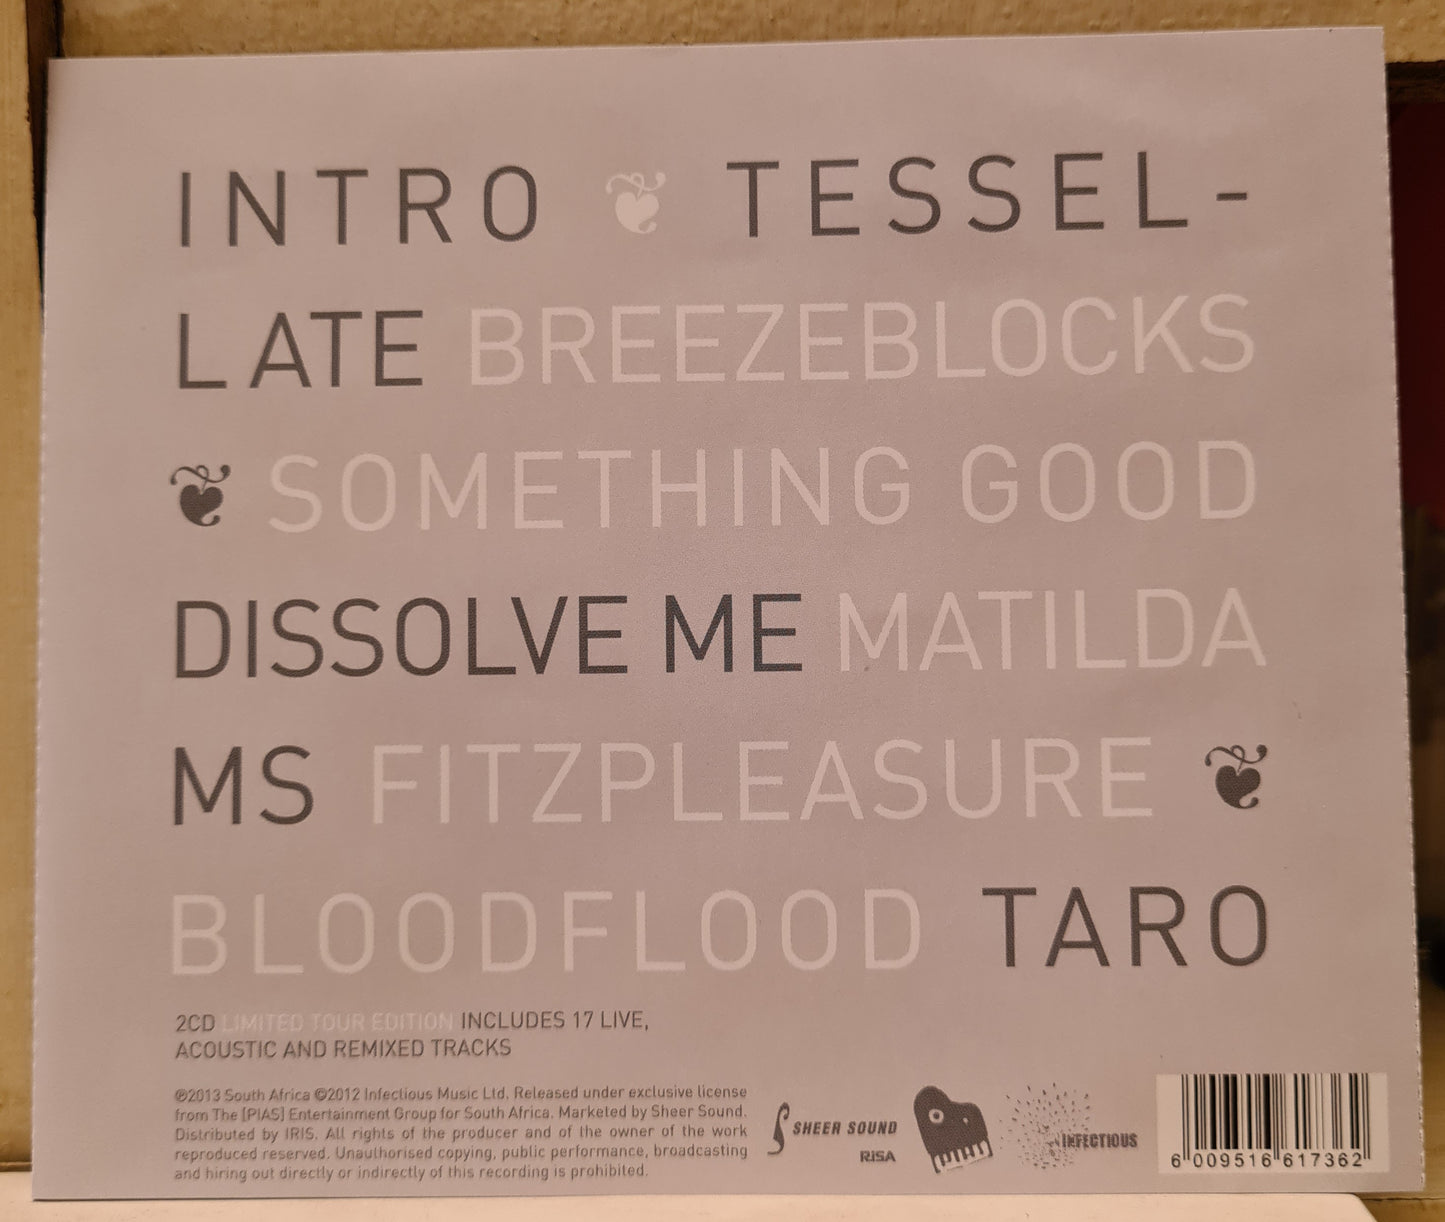 INTRO ❦ TESSEL-
LATE BREEZEBLOCKS
❦ SOMETHING GOOD
DISSOLVE ME MATILDA
MS FITZPLEASURE ❦
BLOODFLOOD TARO
2CD LIMITED TOUR EDITION INCLUDES 17 LIVE,
ACOUSTIC AND REMIXED TRACKS
℗2013 South Africa ©2012 Infectious Music Ltd. Released under exclusive license
from The [PIAS] Entertainment Group for South Africa. Marketed by Sheer Sound.
Distributed by IRIS. All rights of the producer and of the owner of the work
reproduced reserved. Unauthorised copying, public performance, broadcasting
and hiring out directly or indirectly of this recording is prohibited.
SHEER SOUND
RISA
INFECTIOUS
6 009516 617362